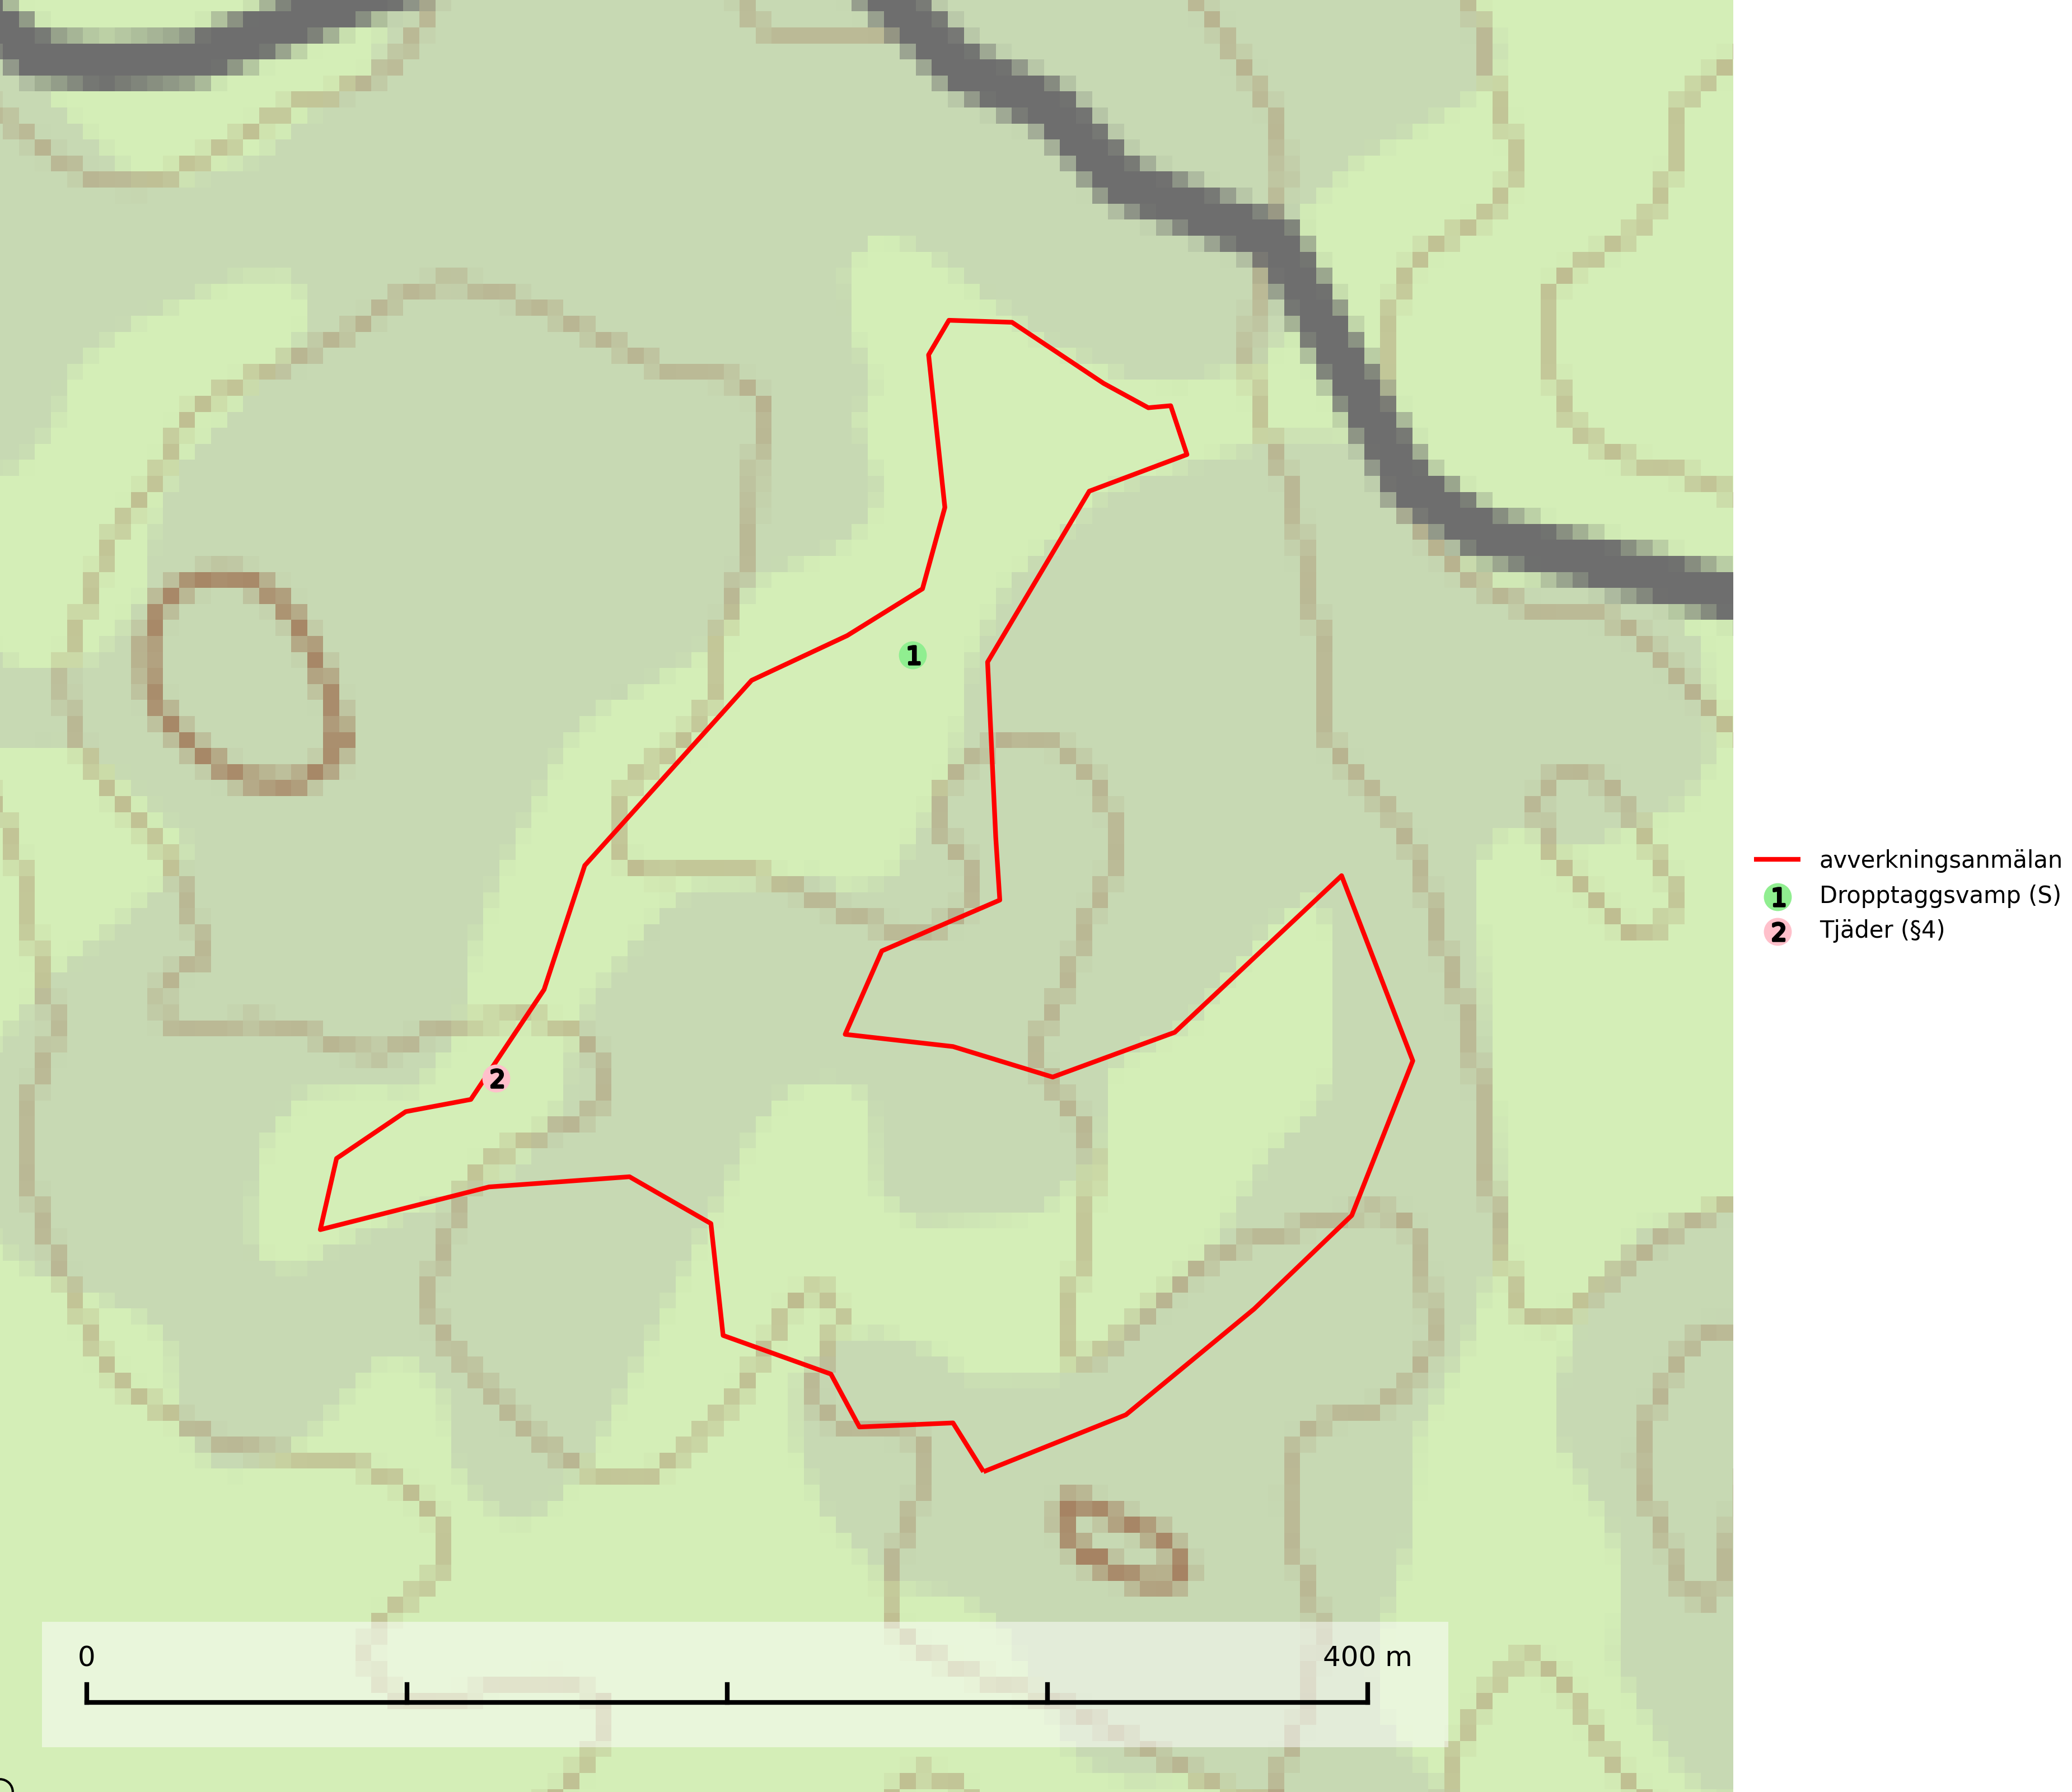 1
2
avverkningsanmälan
1 Dropptaggsvamp (S)
2 Tjäder (§4)
0 400 m